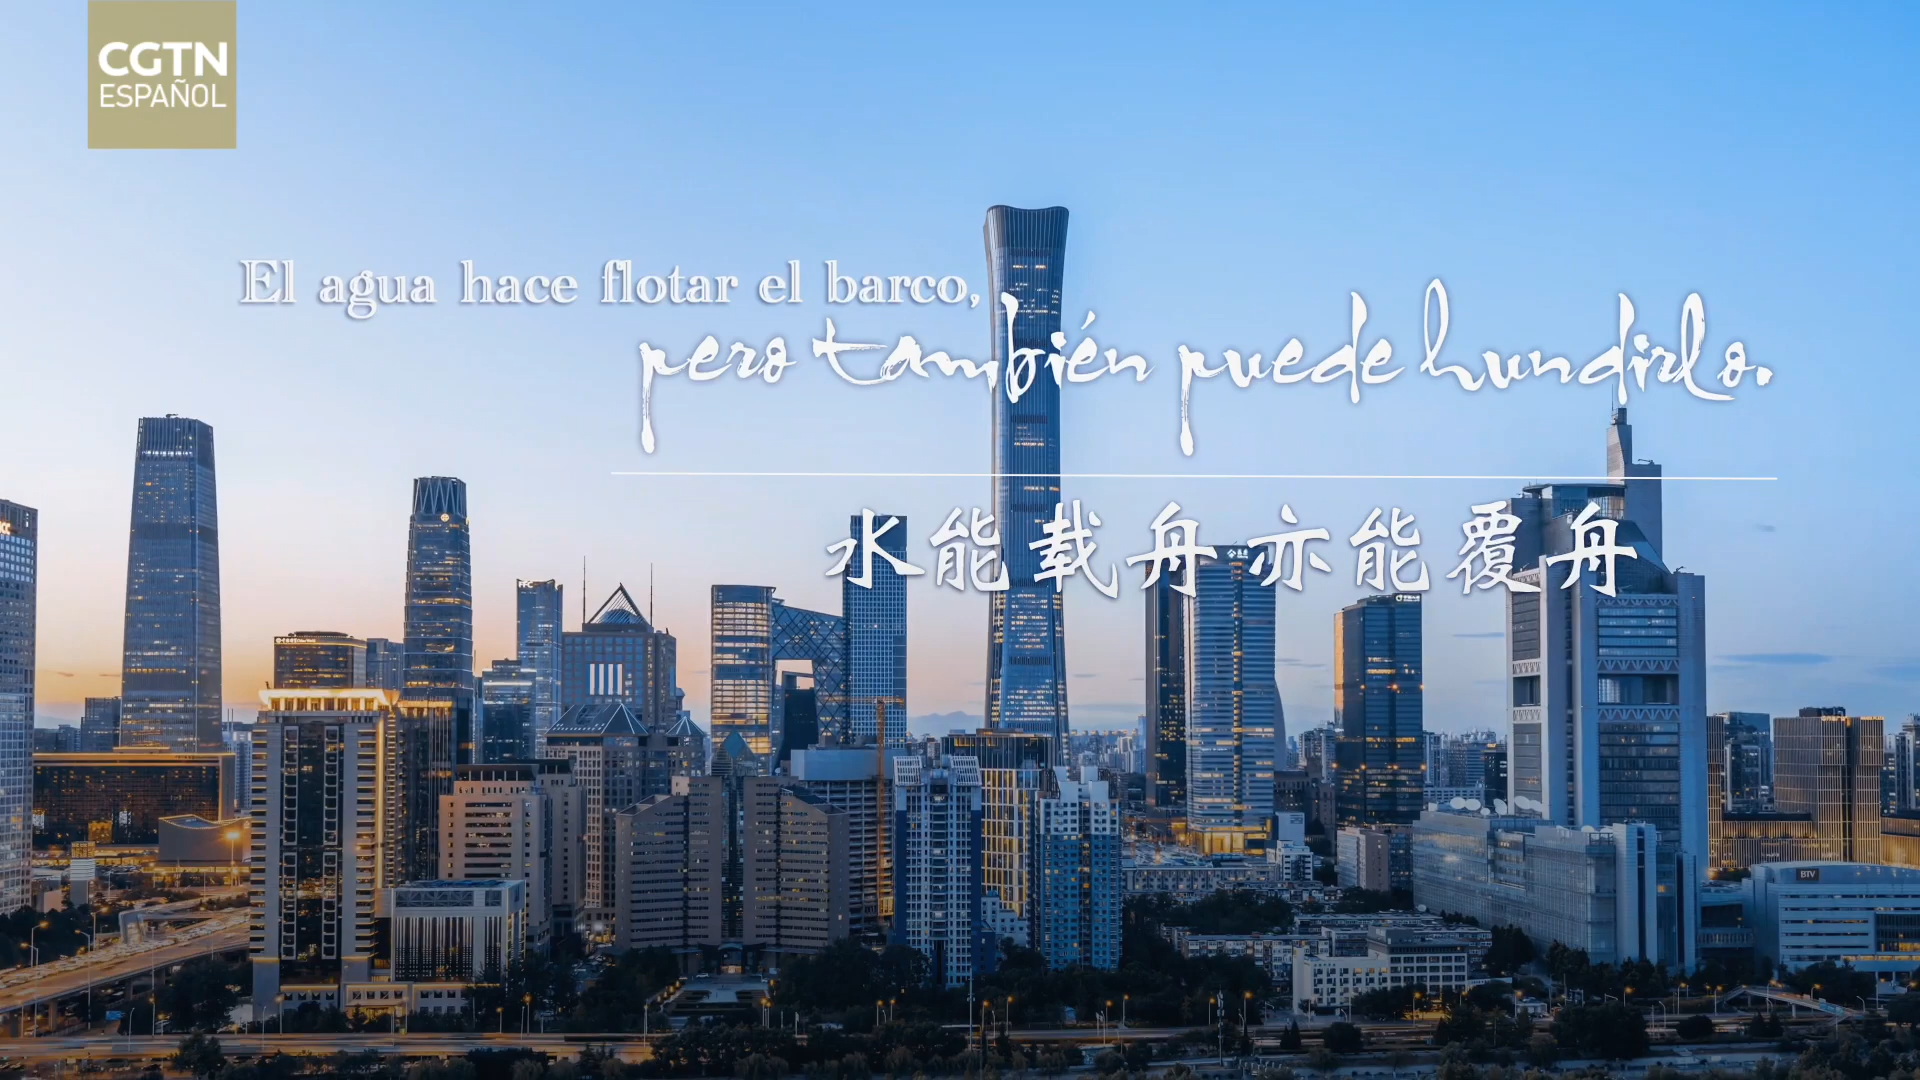 CGTN
ESPAÑOL
El agua hace flotar el barco,
pero también puede hundirlo.
水能载舟亦能覆舟
BTV